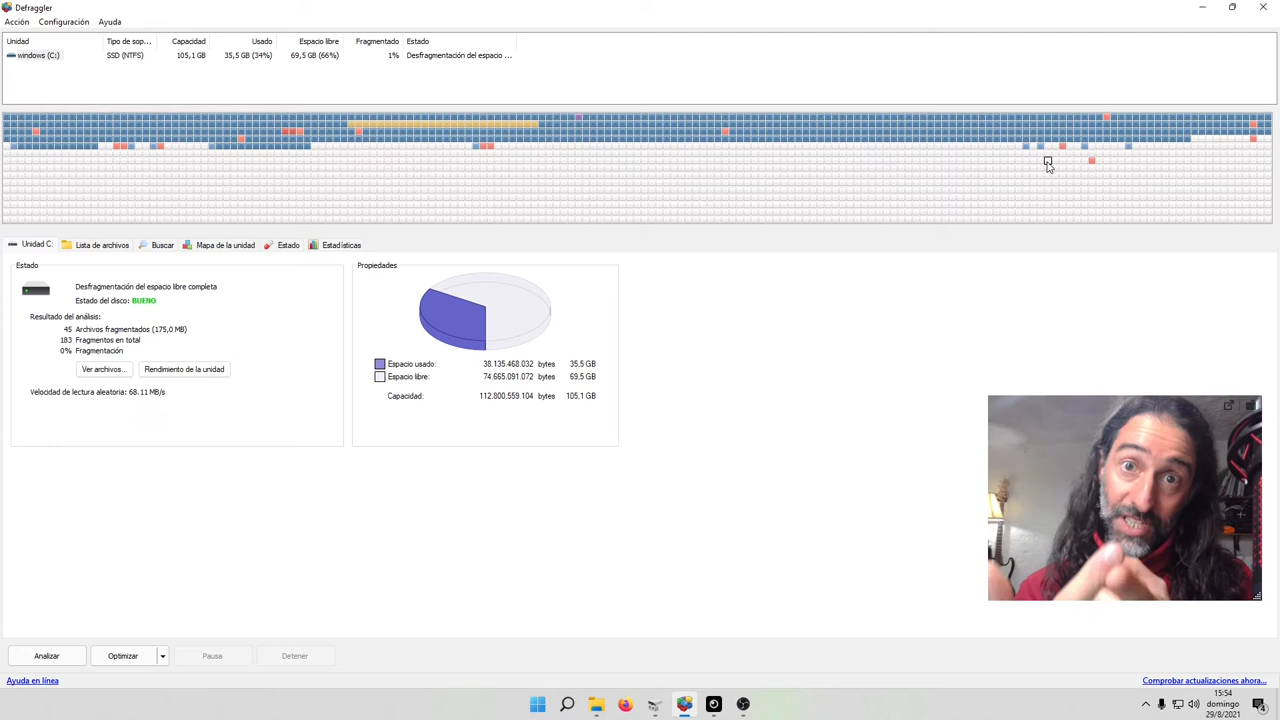 Defraggler
Acción Configuración Ayuda
Unidad Tipo de sop... Capacidad Usado Espacio libre Fragmentado Estado
windows (C:) SSD (NTFS) 105,1 GB 35,5 GB (34%) 69,5 GB (66%) 1% Desfragmentación del espacio ...
Unidad C: Lista de archivos Buscar Mapa de la unidad Estado Estadísticas
Estado
Desfragmentación del espacio libre completa
Estado del disco: BUENO
Resultado del análisis:
45 Archivos fragmentados (175,0 MB)
183 Fragmentos en total
0% Fragmentación
Ver archivos... Rendimiento de la unidad
Velocidad de lectura aleatoria: 68.11 MB/s
Propiedades
Espacio usado: 38.135.468.032 bytes 35,5 GB
Espacio libre: 74.665.091.072 bytes 69,5 GB
Capacidad: 112.800.559.104 bytes 105,1 GB
Analizar Optimizar Pausa Detener
Ayuda en línea Comprobar actualizaciones ahora...
15:54
domingo
29/8/2021
4